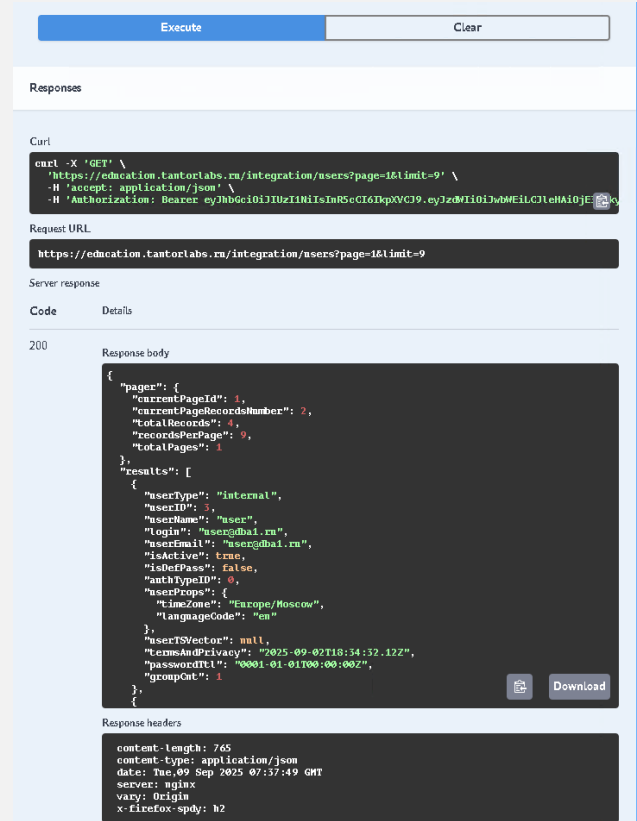 Execute
Clear
Responses
Curl
curl -X 'GET' \
'https://education.tantorlabs.ru/integration/users?page=1&limit=9' \
-H 'accept: application/json' \
-H 'Authorization: Bearer
Request URL
https://education.tantorlabs.ru/integration/users?page=1&limit=9
Server response
Code
Details
200
Response body
{
"pager": {
"currentPageId": 1,
"currentPageRecordsNumber": 2,
"totalRecords": 4,
"recordsPerPage": 9,
"totalPages": 1
},
"results": [
{
"userType": "internal",
"userID": 3,
"userName": "user",
"login": "user@dba1.ru",
"userEmail": "user@dba1.ru",
"isActive": true,
"isDefPass": false,
"authTypeID": 0,
"userProps": {
"timeZone": "Europe/Moscow",
"languageCode": "en"
},
"userTSVector": null,
"termsAndPrivacy": "2025-09-02T18:34:32.12Z",
"passwordTtl": "0001-01-01T00:00:00Z",
"groupCnt": 1
},
{
Download
Response headers
content-length: 765
content-type: application/json
date: Tue,09 Sep 2025 07:37:49 GMT
server: nginx
vary: Origin
x-firefox-spdy: h2